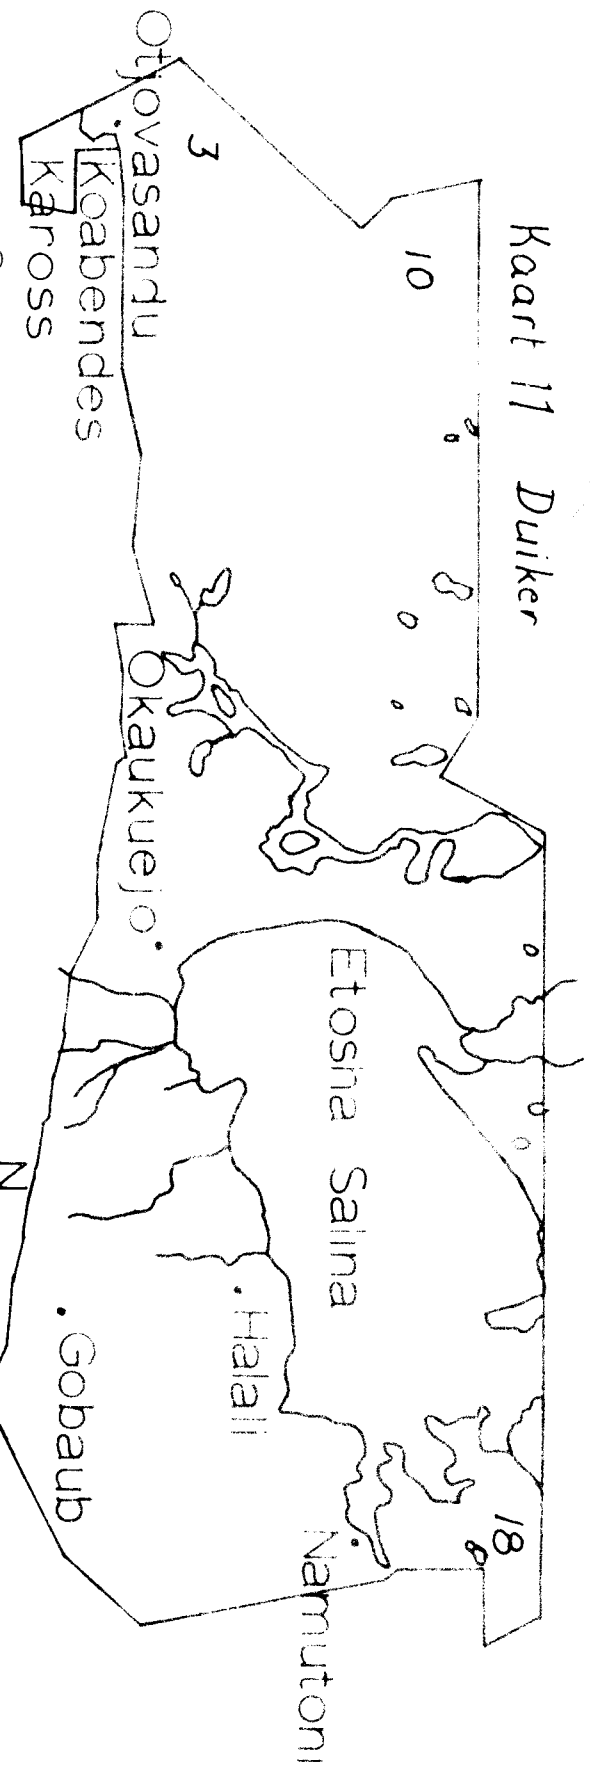 Kaart 11 Duiker
10
3
18
Otjovasandu
Koabendes
Kaross
Okaukuejo
Etosha Salina
Halali
Namutoni
Gobaub
N